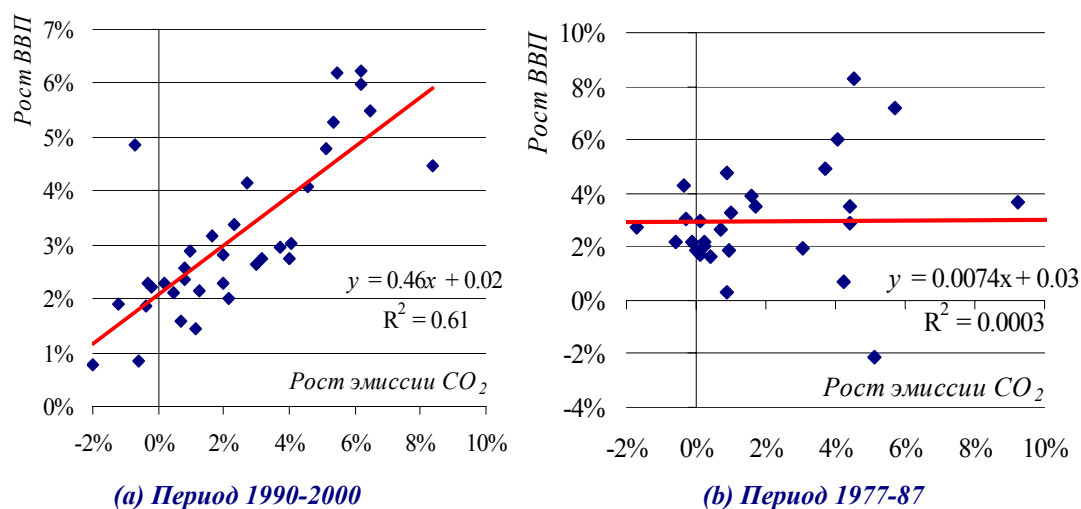 Рост ВВП
7%
6%
5%
4%
3%
2%
1%
0%
y = 0.46x + 0.02
R² = 0.61
Рост эмиссии CO₂
-2% 0% 2% 4% 6% 8% 10%
(a) Период 1990-2000
Рост ВВП
10%
8%
6%
4%
2%
0%
-2%
-4%
y = 0.0074x + 0.03
R² = 0.0003
Рост эмиссии CO₂
-2% 0% 2% 4% 6% 8% 10%
(b) Период 1977-87